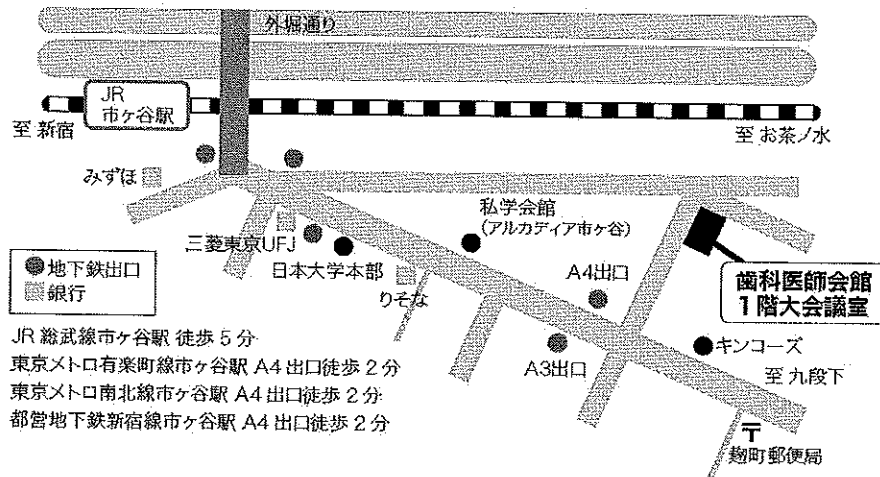 外堀通り
JR
市ヶ谷駅
至 新宿
至 お茶ノ水
みずほ
私学会館
(アルカディア市ヶ谷)
三菱東京UFJ
日本大学本部
A4出口
りそな
地下鉄出口
銀行
歯科医師会館
1階大会議室
A3出口
キンコーズ
至 九段下
JR 総武線市ヶ谷駅 徒歩 5 分
東京メトロ有楽町線市ヶ谷駅 A4 出口徒歩 2 分
東京メトロ南北線市ヶ谷駅 A4 出口徒歩 2 分
都営地下鉄新宿線市ヶ谷駅 A4 出口徒歩 2 分
〒
麹町郵便局